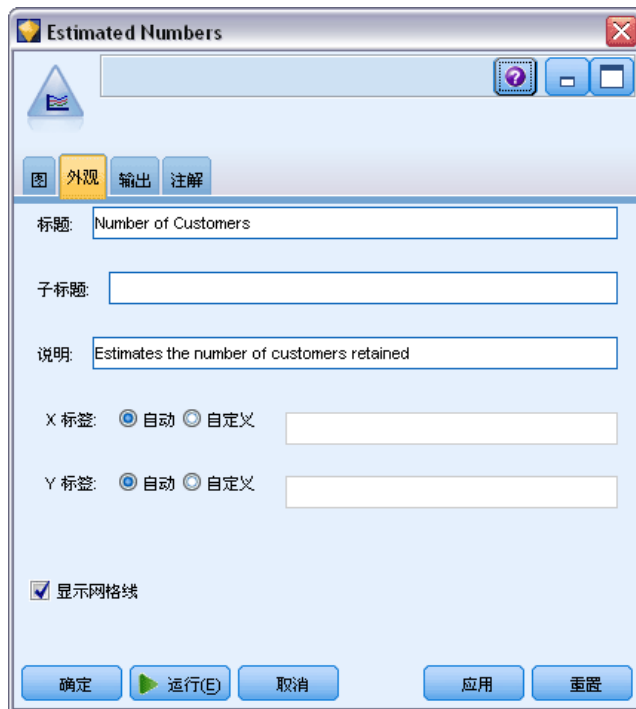 Estimated Numbers
?
图 外观 输出 注解
标题: Number of Customers
子标题:
说明: Estimates the number of customers retained
X 标签: 自动 自定义
Y 标签: 自动 自定义
显示网格线
确定 运行(E) 取消 应用 重置